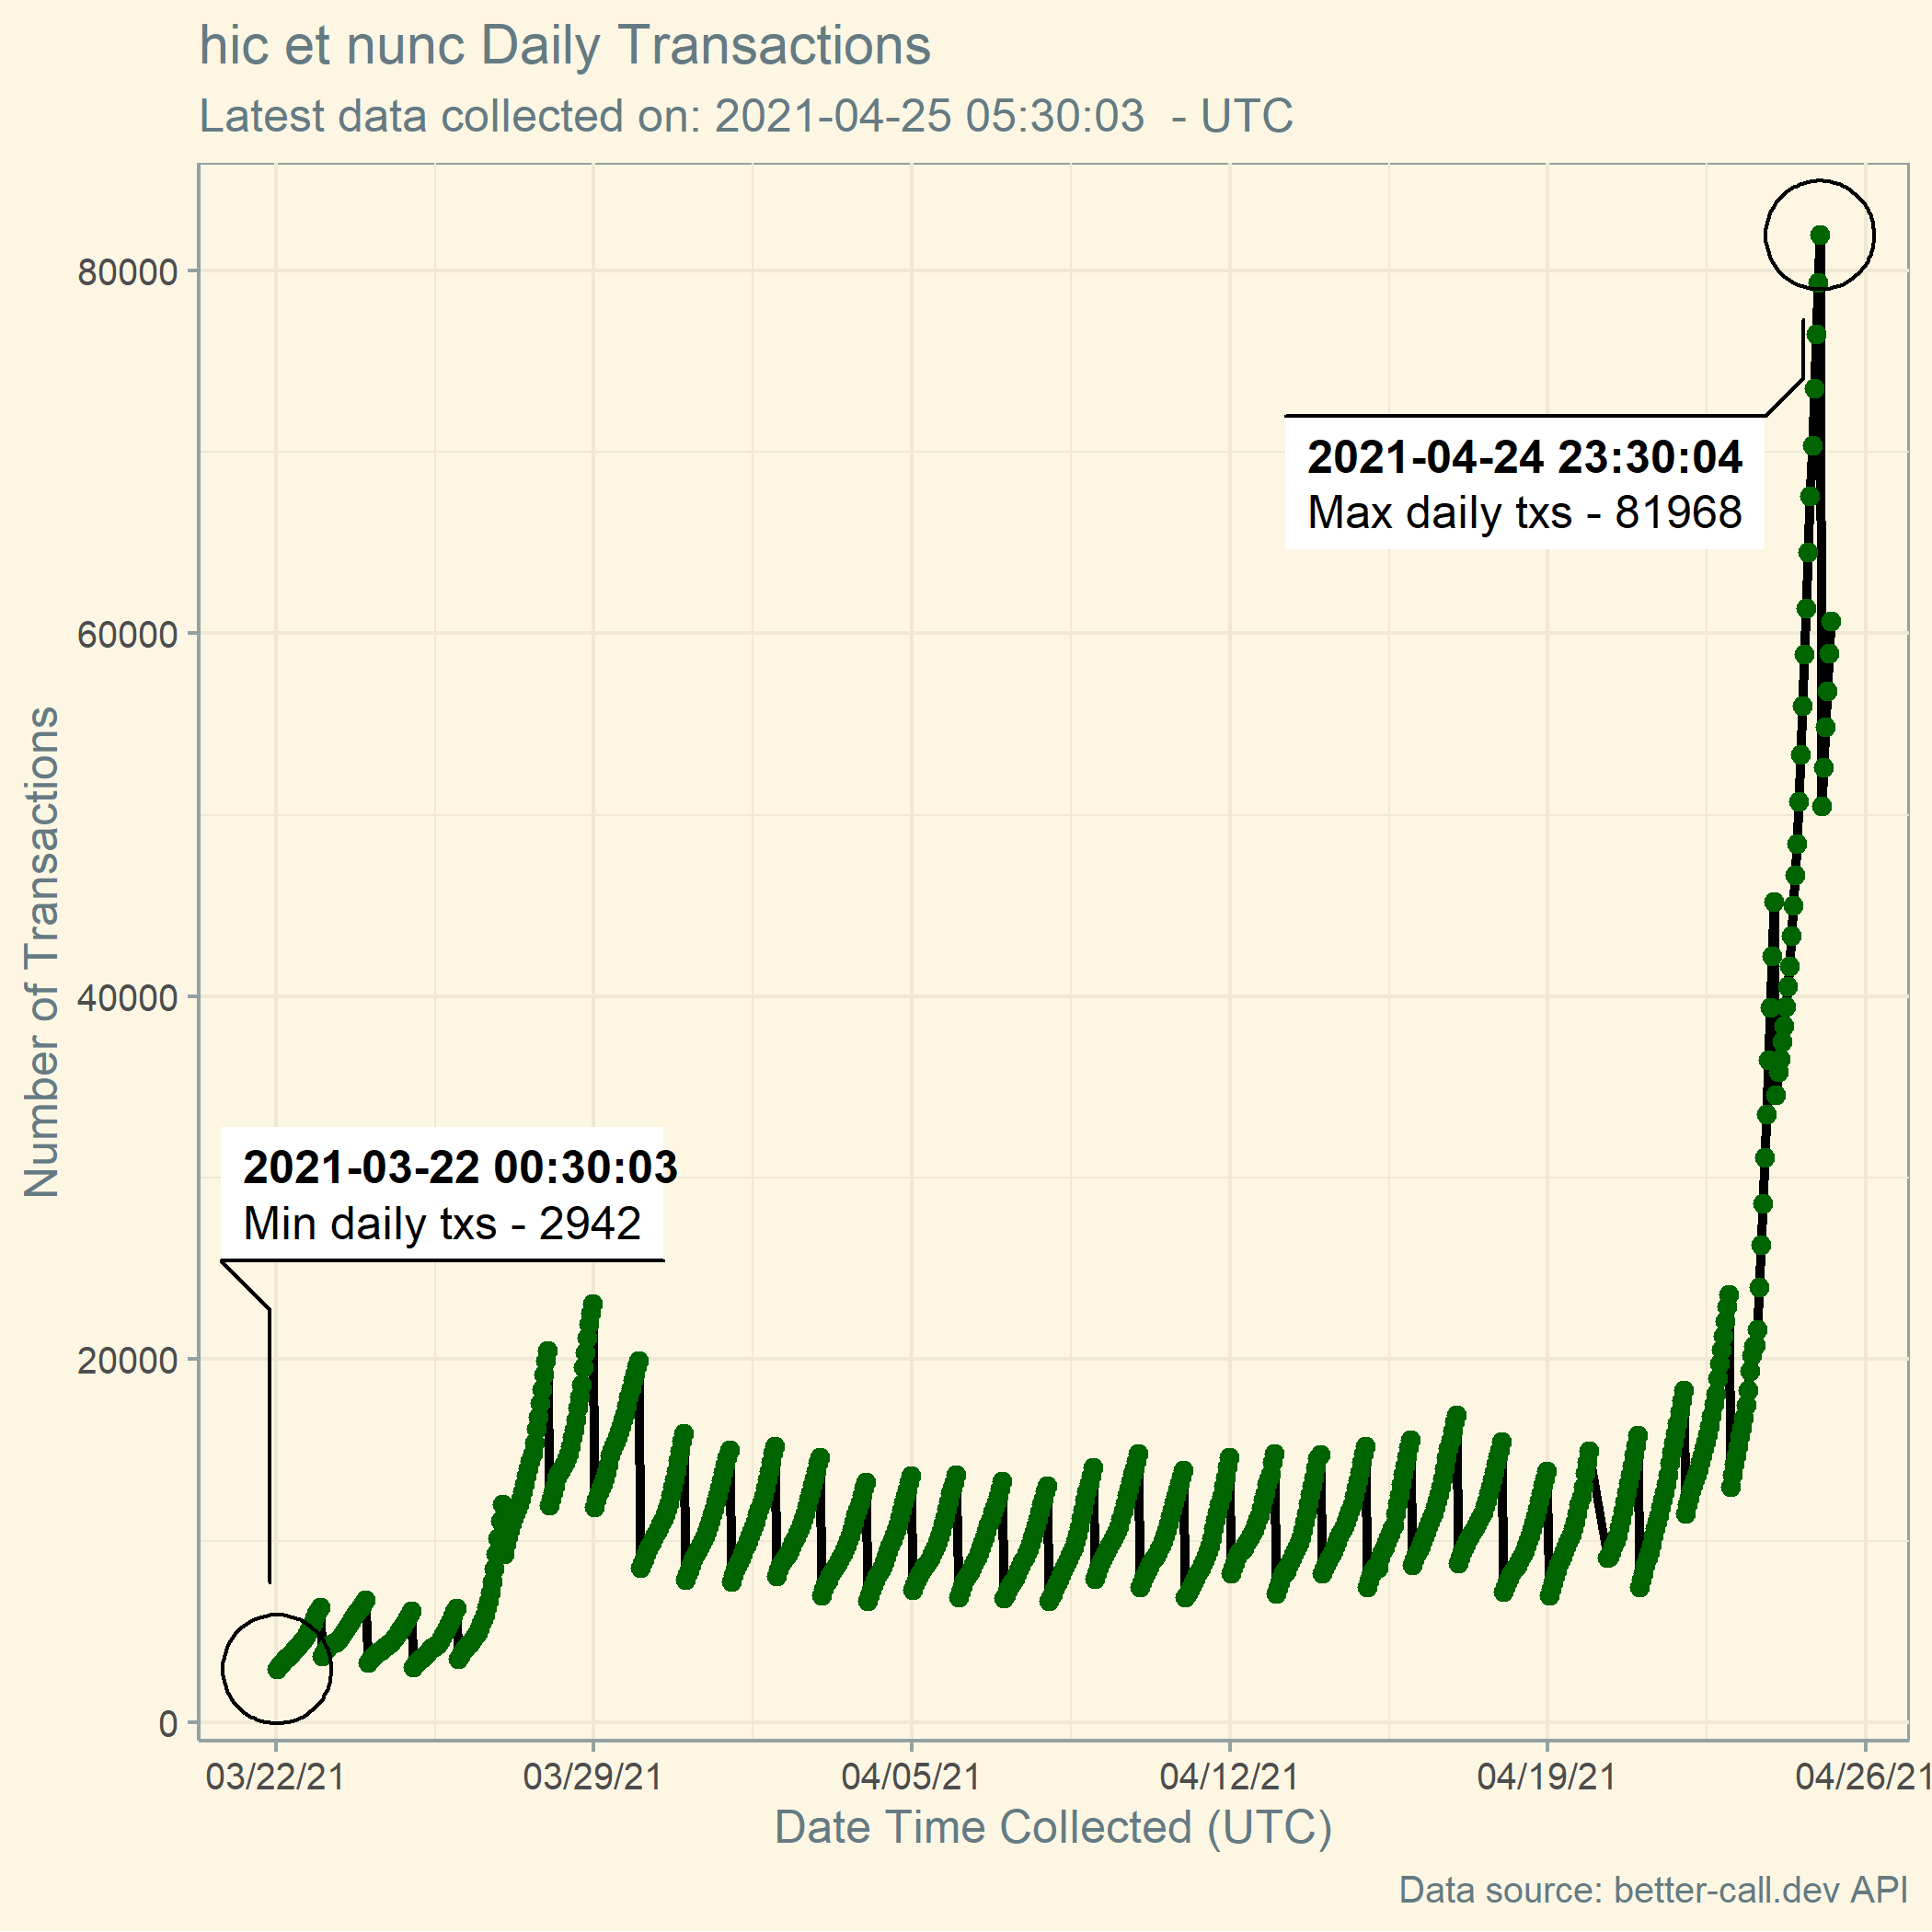 hic et nunc Daily Transactions
Latest data collected on: 2021-04-25 05:30:03  - UTC
Number of Transactions
80000
60000
40000
20000
0
2021-04-24 23:30:04
Max daily txs - 81968
2021-03-22 00:30:03
Min daily txs - 2942
03/22/21
03/29/21
04/05/21
04/12/21
04/19/21
04/26/21
Date Time Collected (UTC)
Data source: better-call.dev API